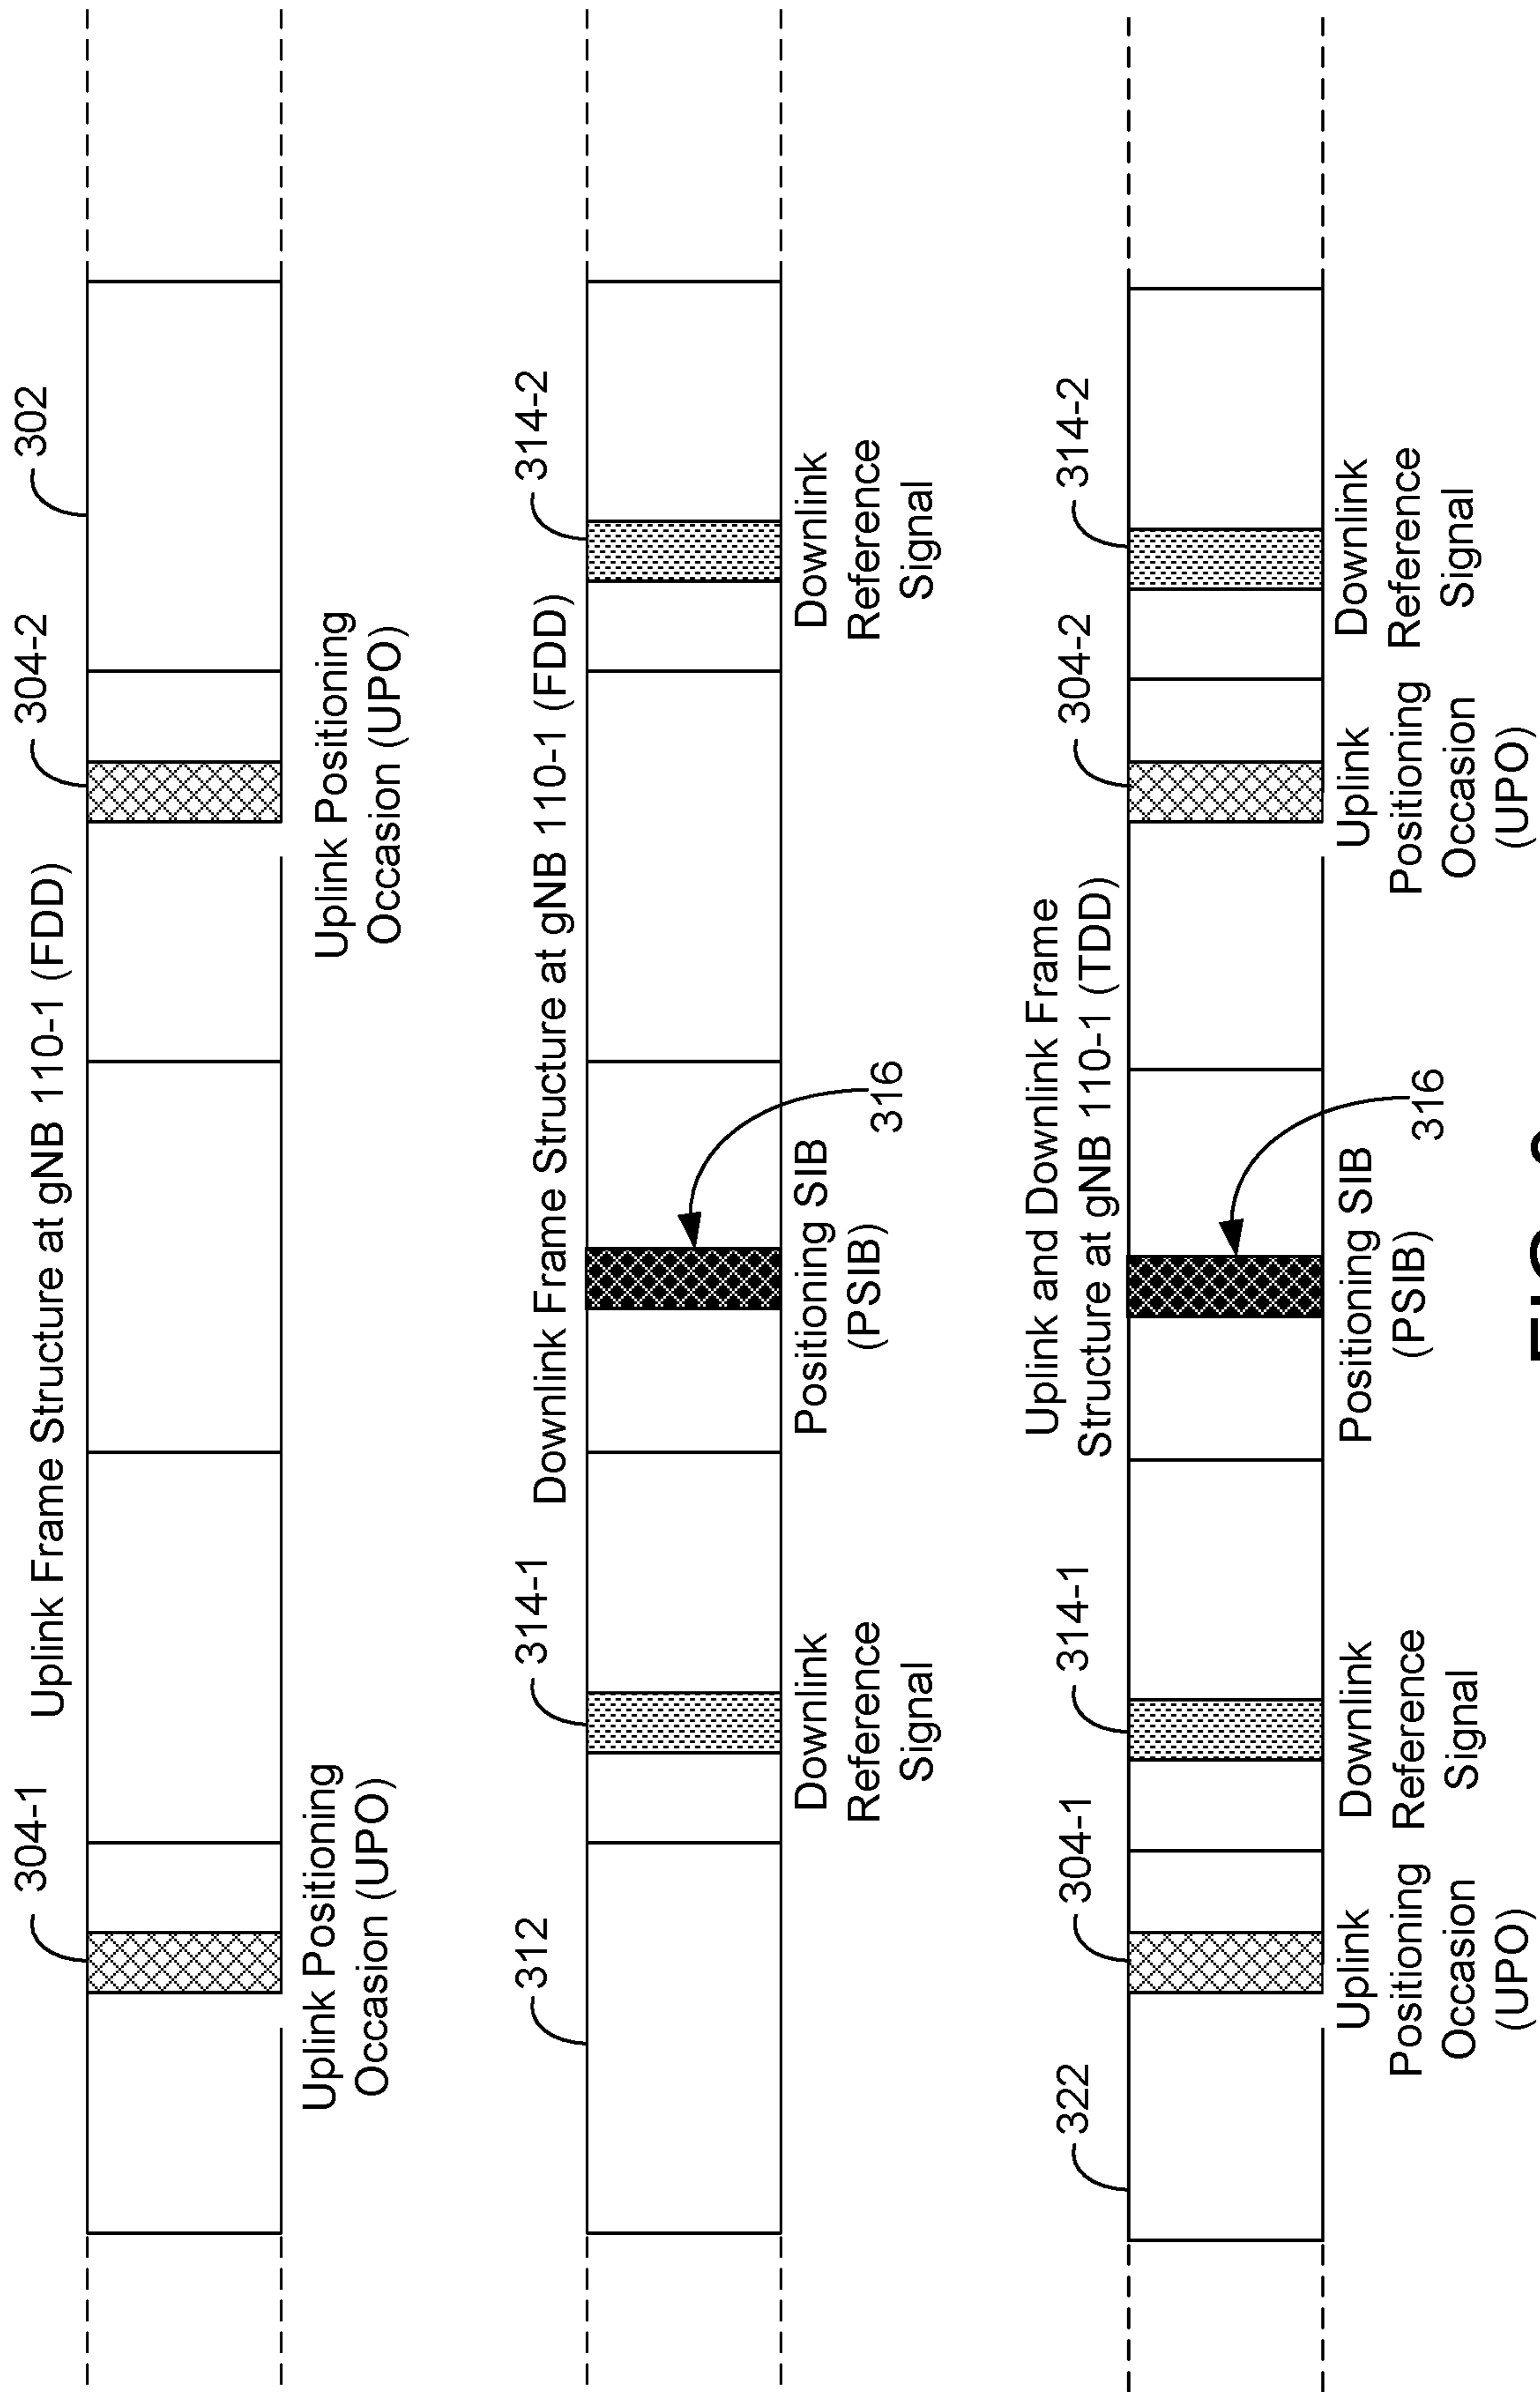 Uplink Frame Structure at gNB 110-1 (FDD)
304-1
304-2
302
Uplink Positioning
Occasion (UPO)
Uplink Positioning
Occasion (UPO)
Downlink Frame Structure at gNB 110-1 (FDD)
312
314-1
314-2
Downlink
Reference
Signal
Positioning SIB
(PSIB)
316
Downlink
Reference
Signal
Uplink and Downlink Frame
Structure at gNB 110-1 (TDD)
322
304-1
314-1
304-2
314-2
Uplink
Positioning
Occasion
(UPO)
Downlink
Reference
Signal
Positioning SIB
(PSIB)
316
Uplink
Positioning
Occasion
(UPO)
Downlink
Reference
Signal